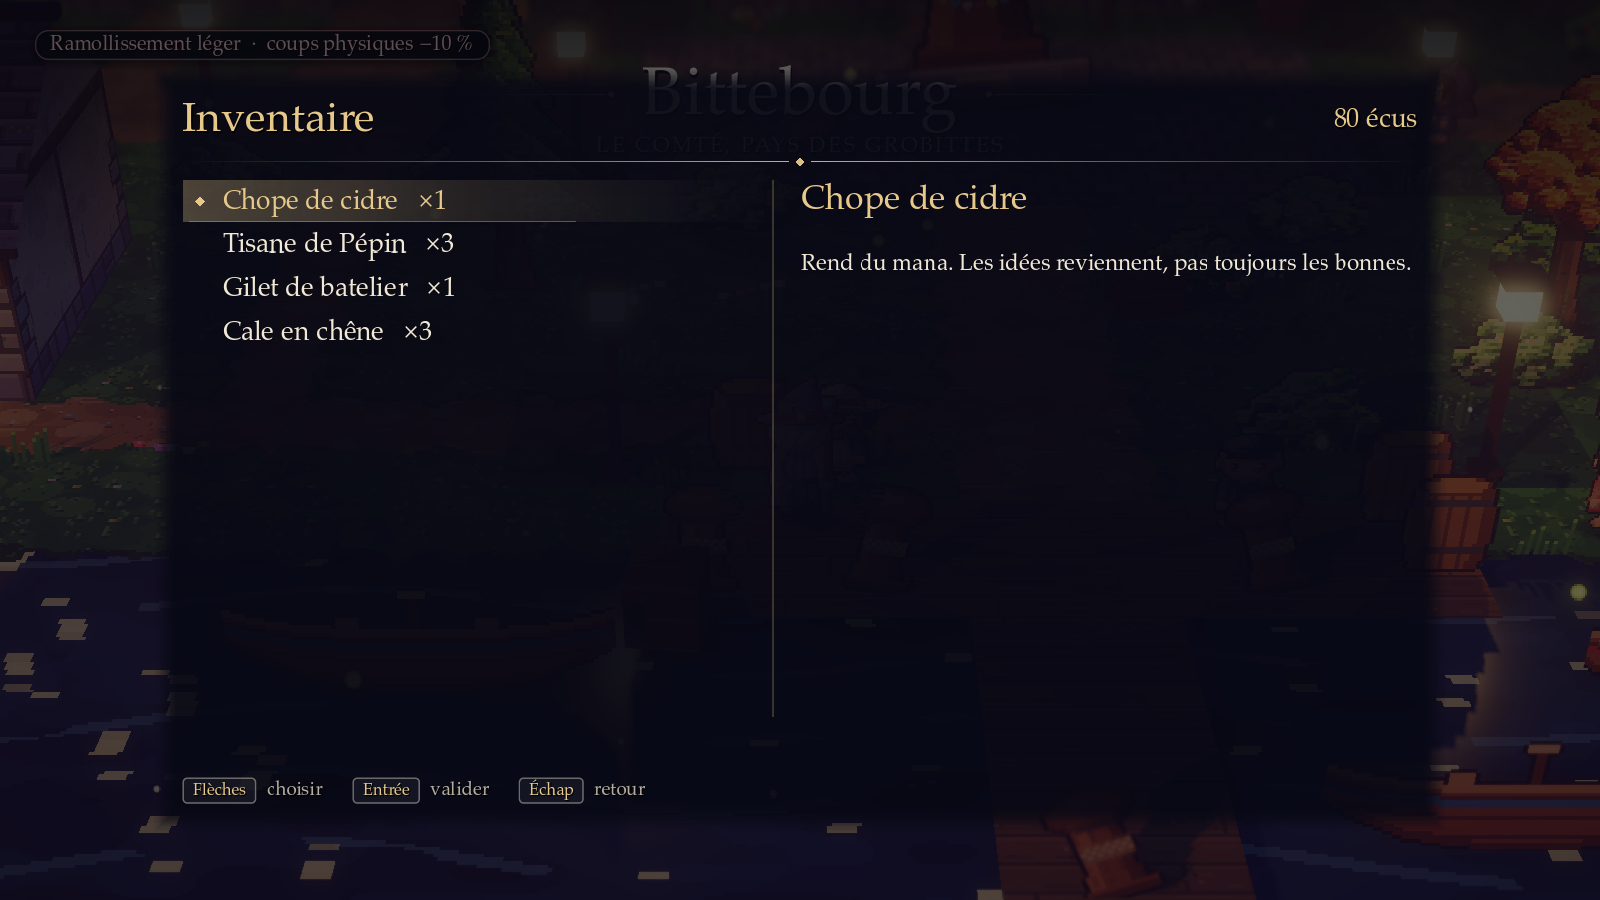 Ramollissement léger · coups physiques −10 %
Bittebourg
LE COMTÉ, PAYS DES GROBITTES
Inventaire
80 écus
Chope de cidre ×1
Tisane de Pépin ×3
Gilet de batelier ×1
Cale en chêne ×3
Chope de cidre
Rend du mana. Les idées reviennent, pas toujours les bonnes.
Flèches choisir Entrée valider Échap retour